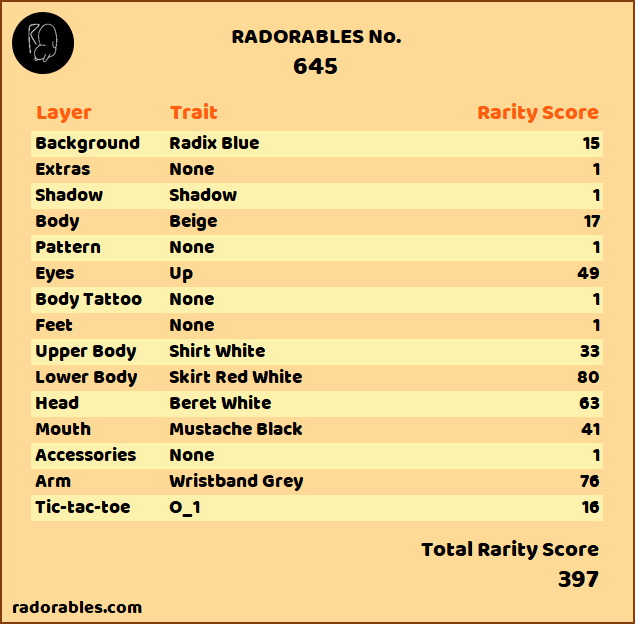 RADORABLES No.
645
Layer Trait Rarity Score
Background Radix Blue 15
Extras None 1
Shadow Shadow 1
Body Beige 17
Pattern None 1
Eyes Up 49
Body Tattoo None 1
Feet None 1
Upper Body Shirt White 33
Lower Body Skirt Red White 80
Head Beret White 63
Mouth Mustache Black 41
Accessories None 1
Arm Wristband Grey 76
Tic-tac-toe O_1 16
Total Rarity Score
397
radorables.com